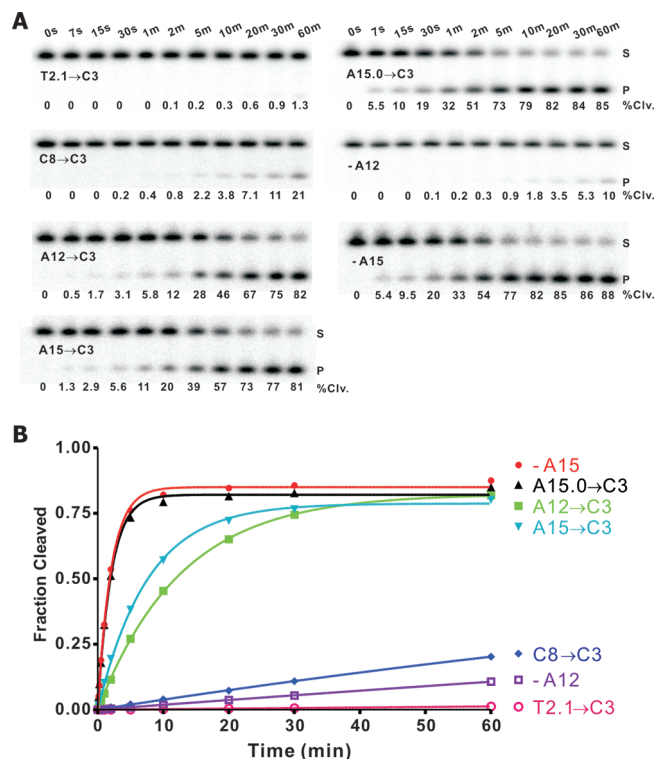 A
0s 7s 15s 30s 1m 2m 5m 10m 20m 30m 60m
T2.1→C3
0 0 0 0 0 0.1 0.2 0.3 0.6 0.9 1.3
C8→C3
0 0 0 0.2 0.4 0.8 2.2 3.8 7.1 11 21
A12→C3
0 0.5 1.7 3.1 5.8 12 28 46 67 75 82
S
A15→C3
P
0 1.3 2.9 5.6 11 20 39 57 73 77 81 %Clv.
0s 7s 15s 30s 1m 2m 5m 10m 20m 30m 60m
S
A15.0→C3
P
0 5.5 10 19 32 51 73 79 82 84 85 %Clv.
S
-A12
P
0 0 0 0.1 0.2 0.3 0.9 1.8 3.5 5.3 10 %Clv.
S
-A15
P
0 5.4 9.5 20 33 54 77 82 85 86 88 %Clv.
B
Fraction Cleaved
1.00
0.75
0.50
0.25
0.00
0 10 20 30 40 50 60
Time (min)
-A15
A15.0→C3
A12→C3
A15→C3
C8→C3
-A12
T2.1→C3